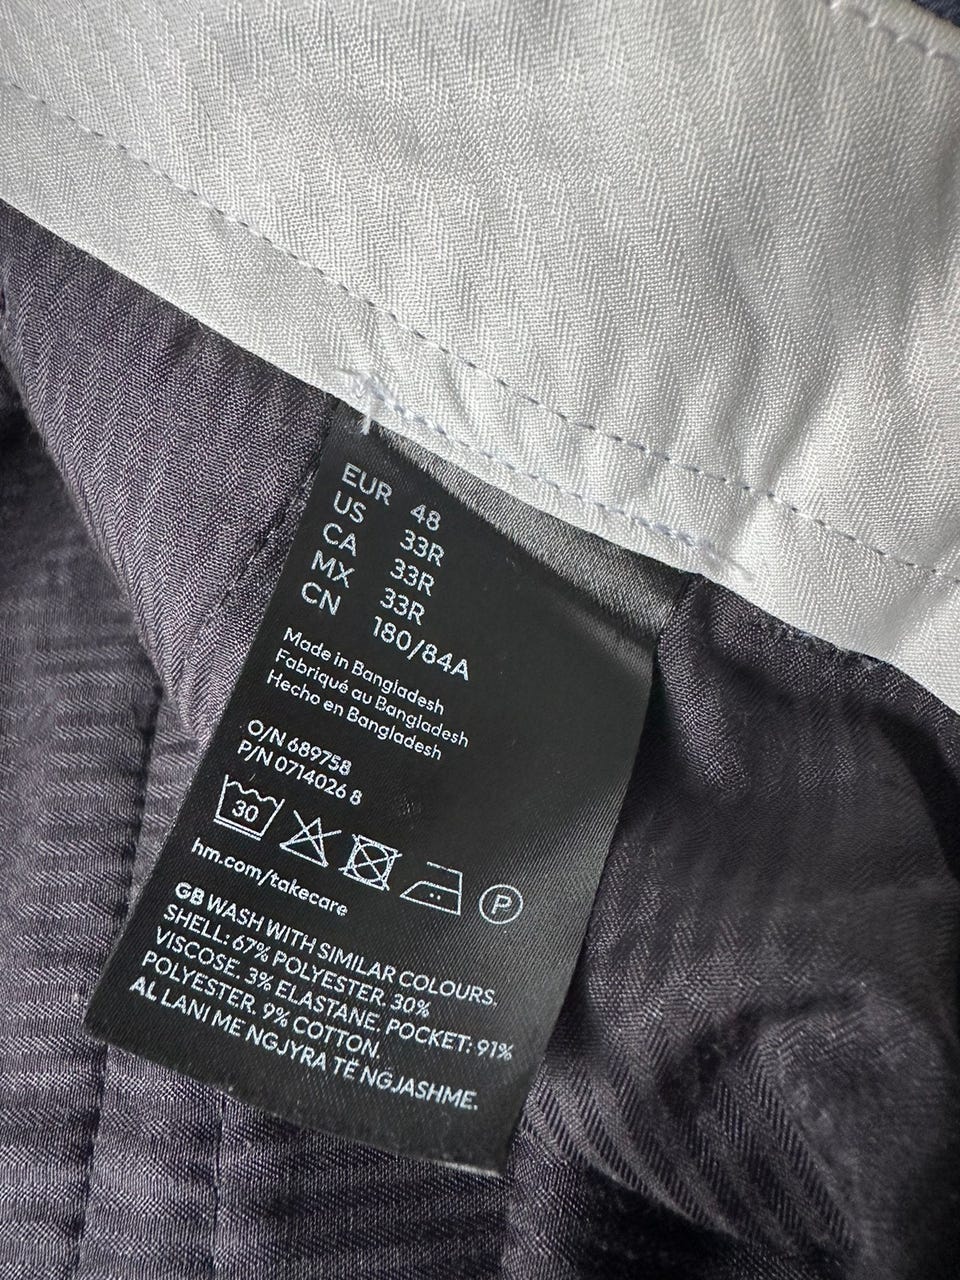 EUR 48
US 33R
CA 33R
MX 33R
CN 180/84A
Made in Bangladesh
Fabriqué au Bangladesh
Hecho en Bangladesh
O/N 689758
P/N 0714026 8
30
P
hm.com/takecare
GB WASH WITH SIMILAR COLOURS.
SHELL: 67% POLYESTER. 30%
VISCOSE. 3% ELASTANE. POCKET: 91%
POLYESTER. 9% COTTON.
AL LANI ME NGJYRA TË NGJASHME.